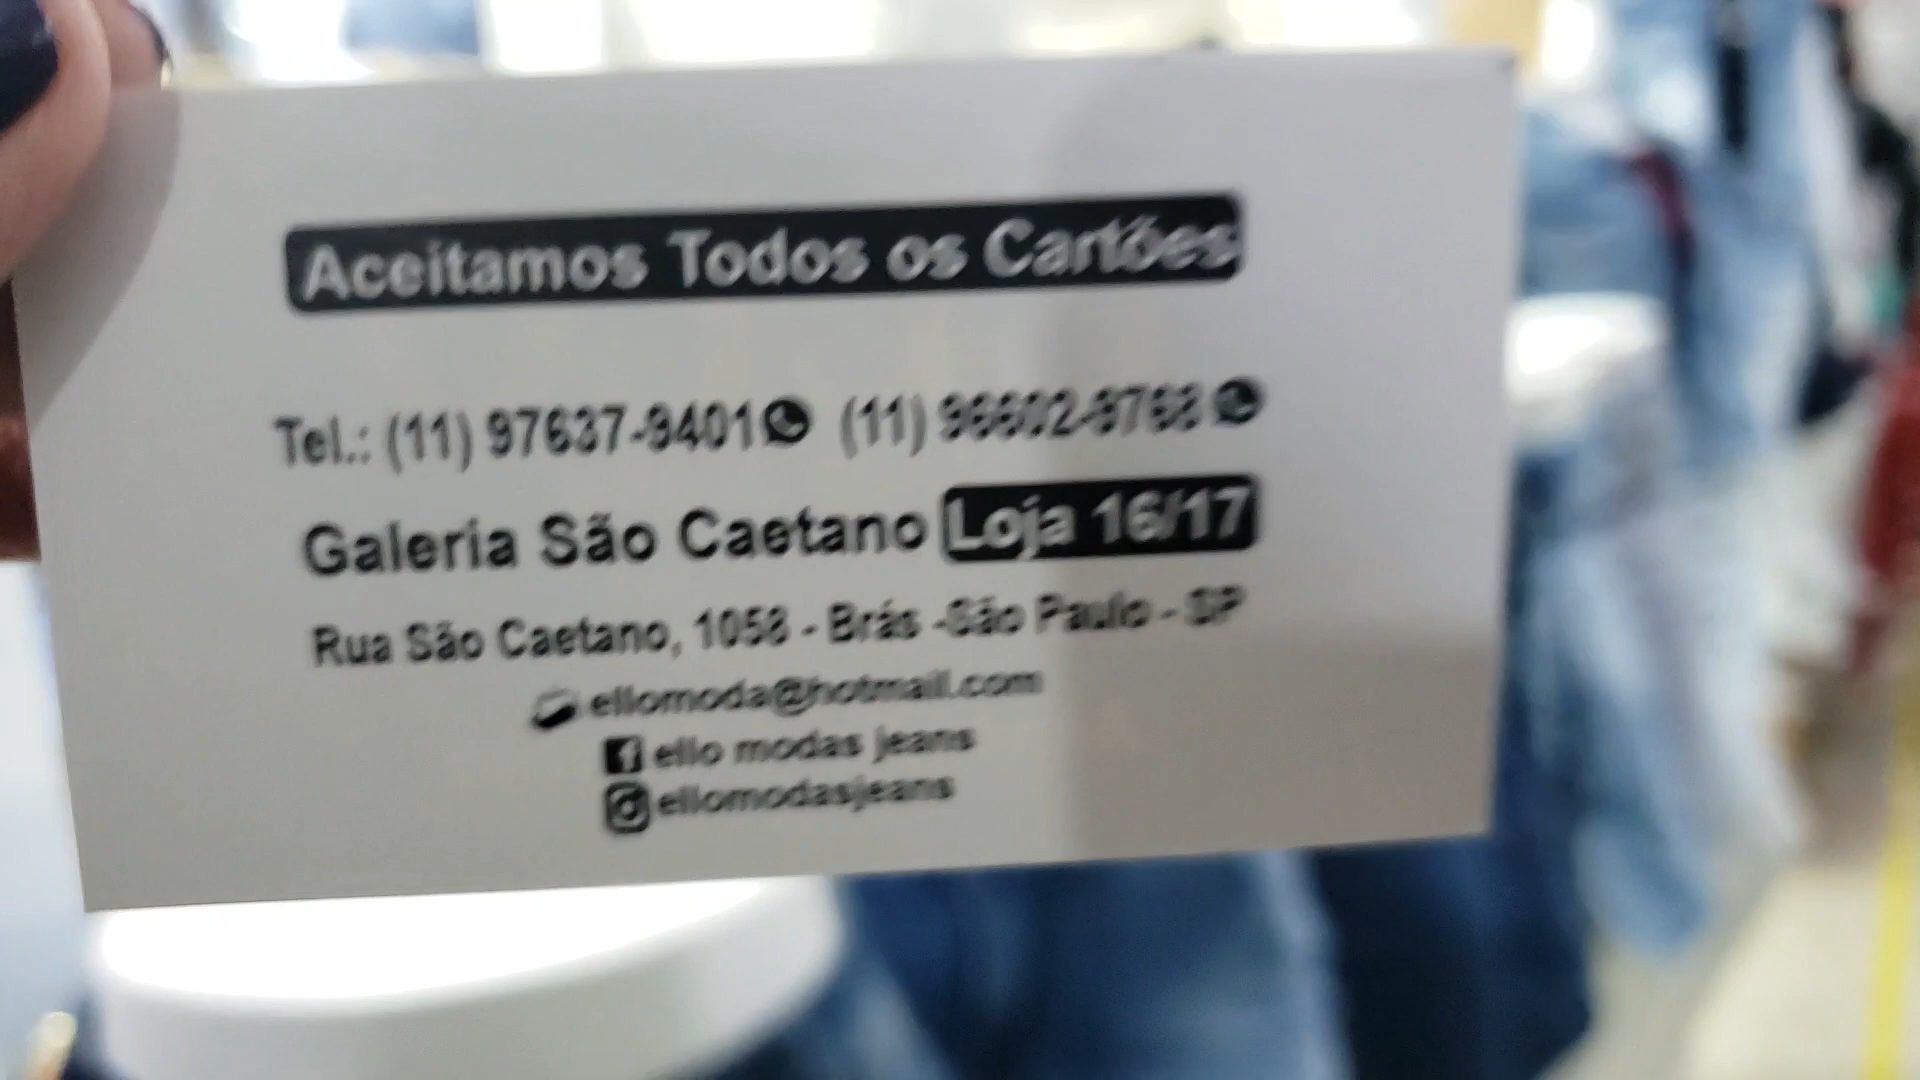 Aceitamos Todos os Cartões
Tel.: (11) 97637-9401 (11)
Galeria São Caetano Loja 16/17
Rua São Caetano, 1058 - Brás -São Paulo - SP
ellomoda@hotmail.com
ello modas jeans
ellomodasjeans